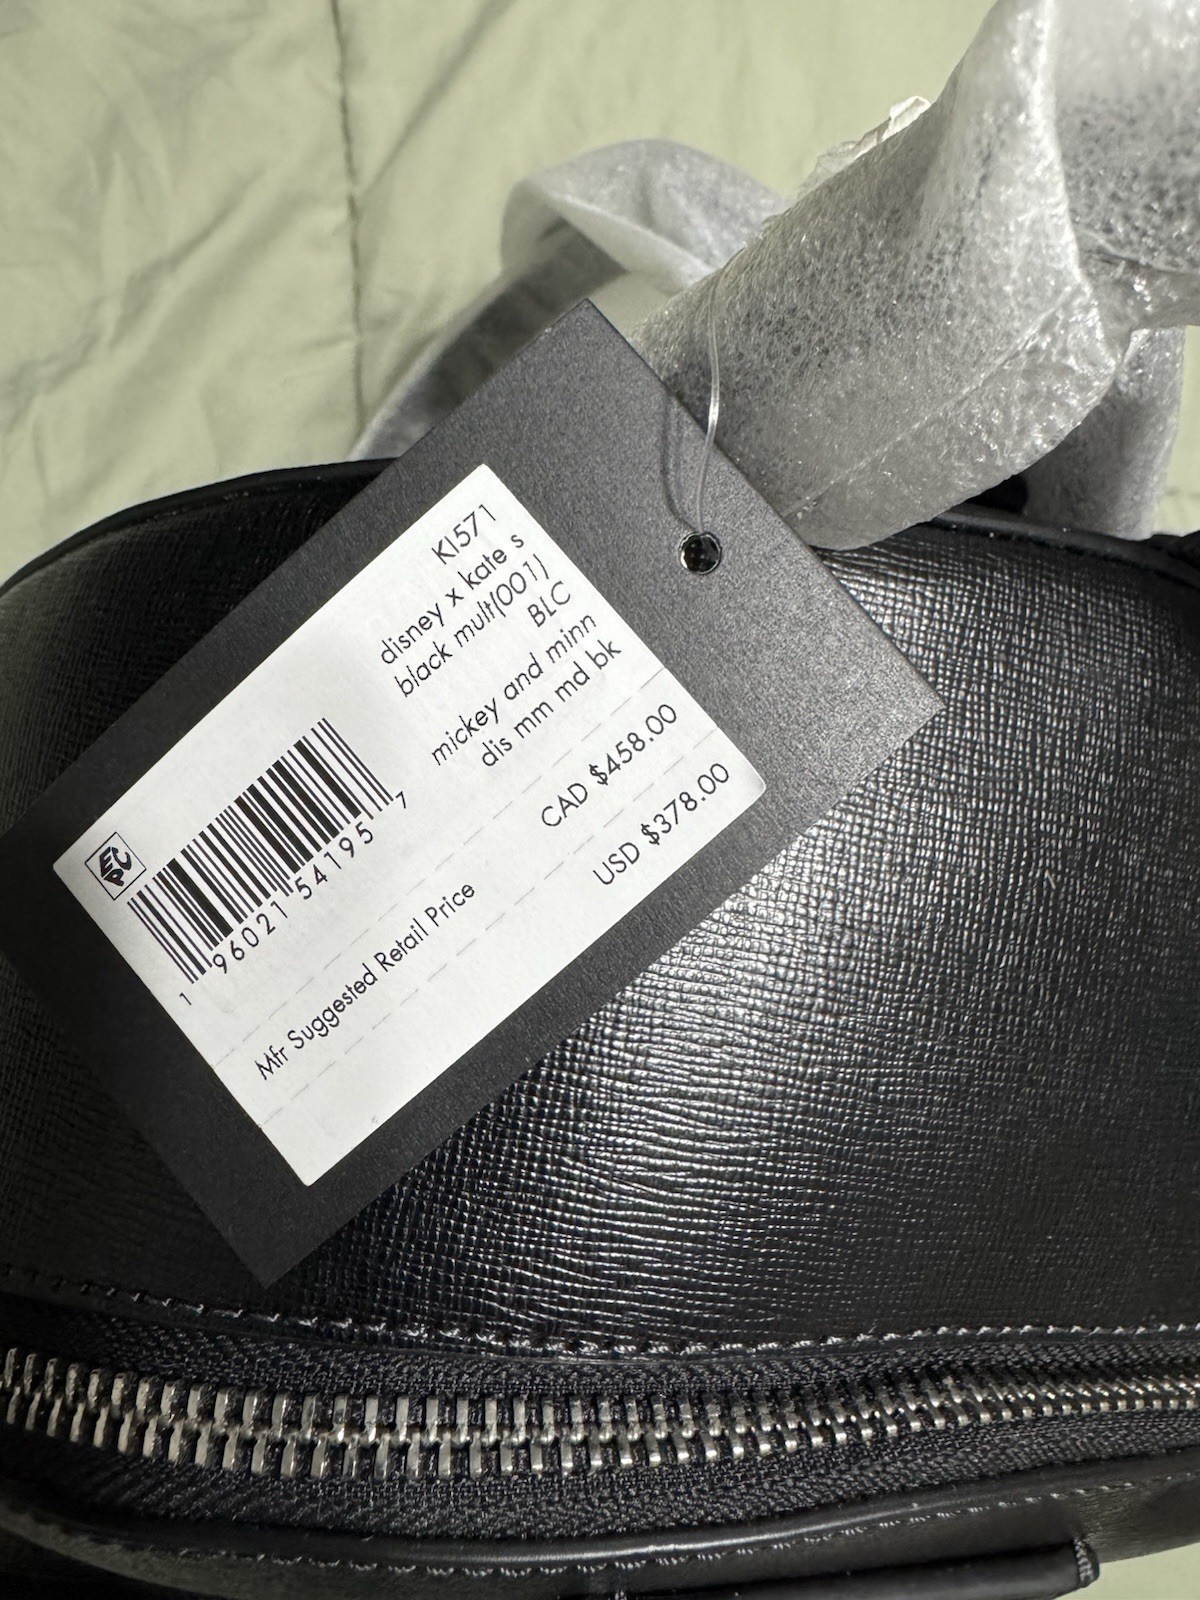 KI571
disney x kate s
black mult(001)
BLC
mickey and minn
dis mm md bk
EPC
1 96021 54195 7
CAD $458.00
Mfr Suggested Retail Price
USD $378.00